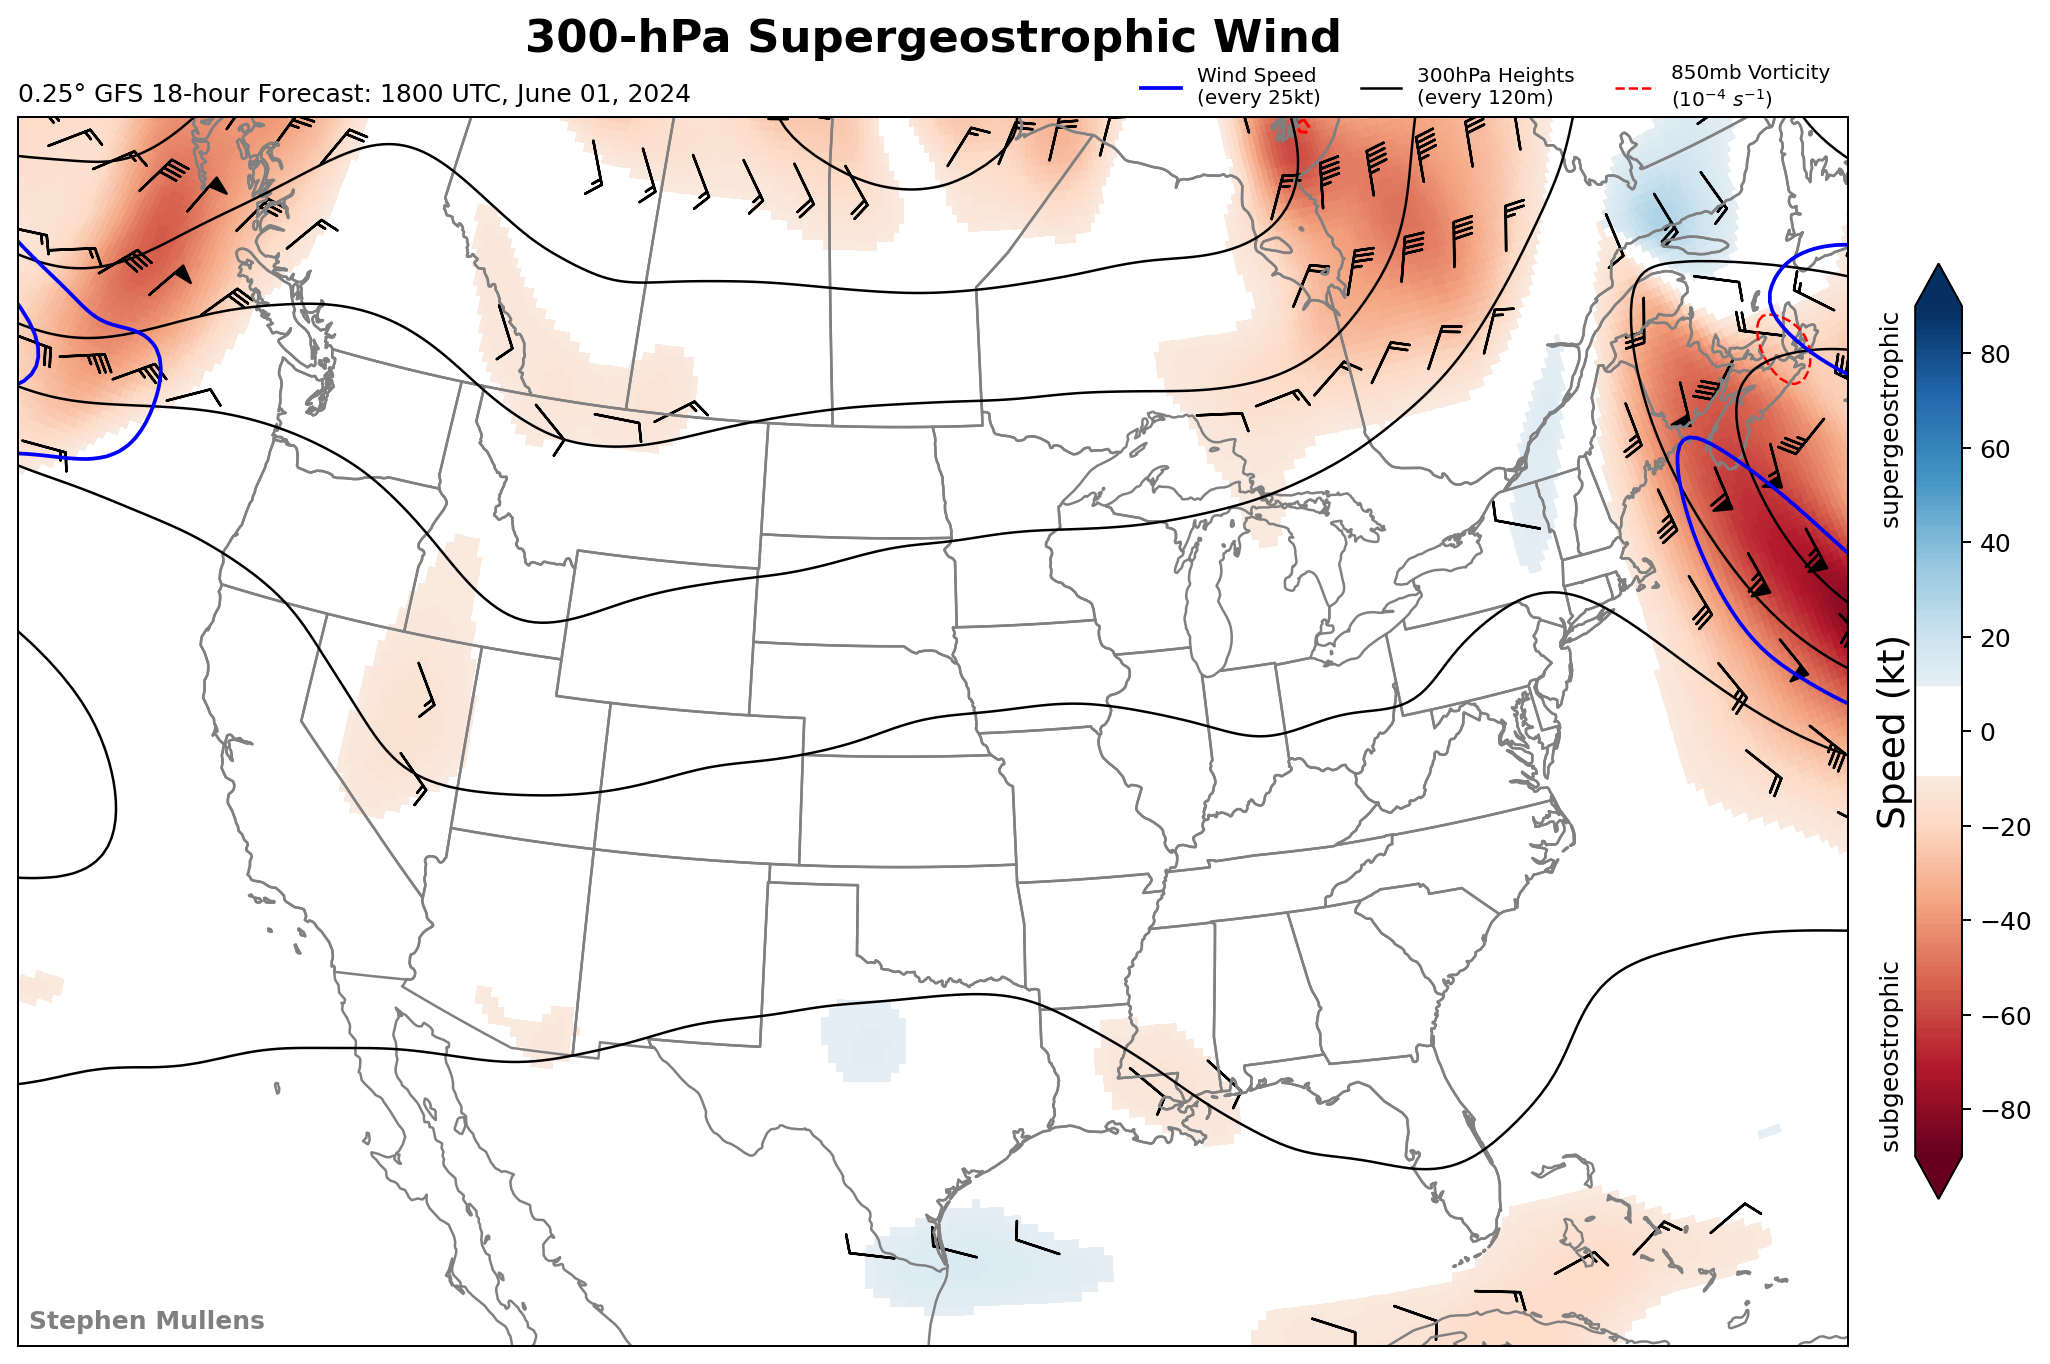 300-hPa Supergeostrophic Wind
0.25° GFS 18-hour Forecast: 1800 UTC, June 01, 2024
Wind Speed
(every 25kt)
300hPa Heights
(every 120m)
850mb Vorticity
(10⁻⁴ s⁻¹)
supergeostrophic
Speed (kt)
subgeostrophic
80
60
40
20
0
−20
−40
−60
−80
Stephen Mullens